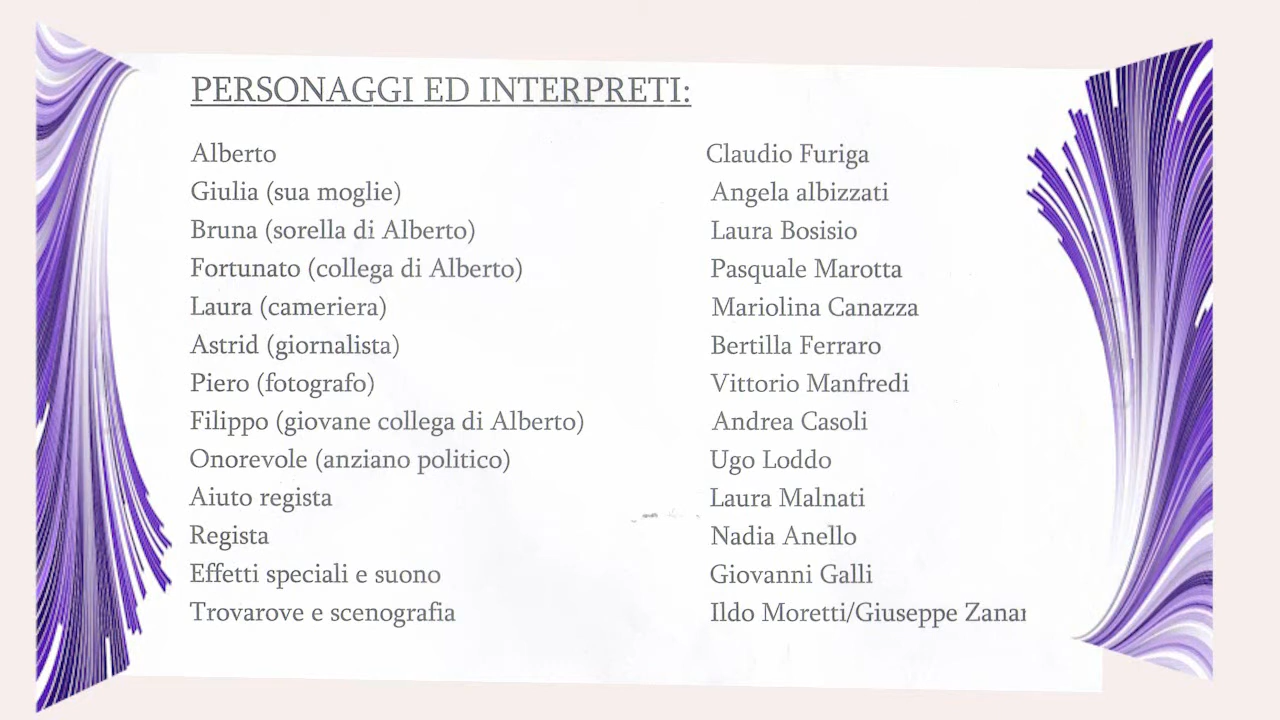 PERSONAGGI ED INTERPRETI:
Alberto Claudio Furiga
Giulia (sua moglie) Angela albizzati
Bruna (sorella di Alberto) Laura Bosisio
Fortunato (collega di Alberto) Pasquale Marotta
Laura (cameriera) Mariolina Canazza
Astrid (giornalista) Bertilla Ferraro
Piero (fotografo) Vittorio Manfredi
Filippo (giovane collega di Alberto) Andrea Casoli
Onorevole (anziano politico) Ugo Loddo
Aiuto regista Laura Malnati
Regista Nadia Anello
Effetti speciali e suono Giovanni Galli
Trovarove e scenografia Ildo Moretti/Giuseppe